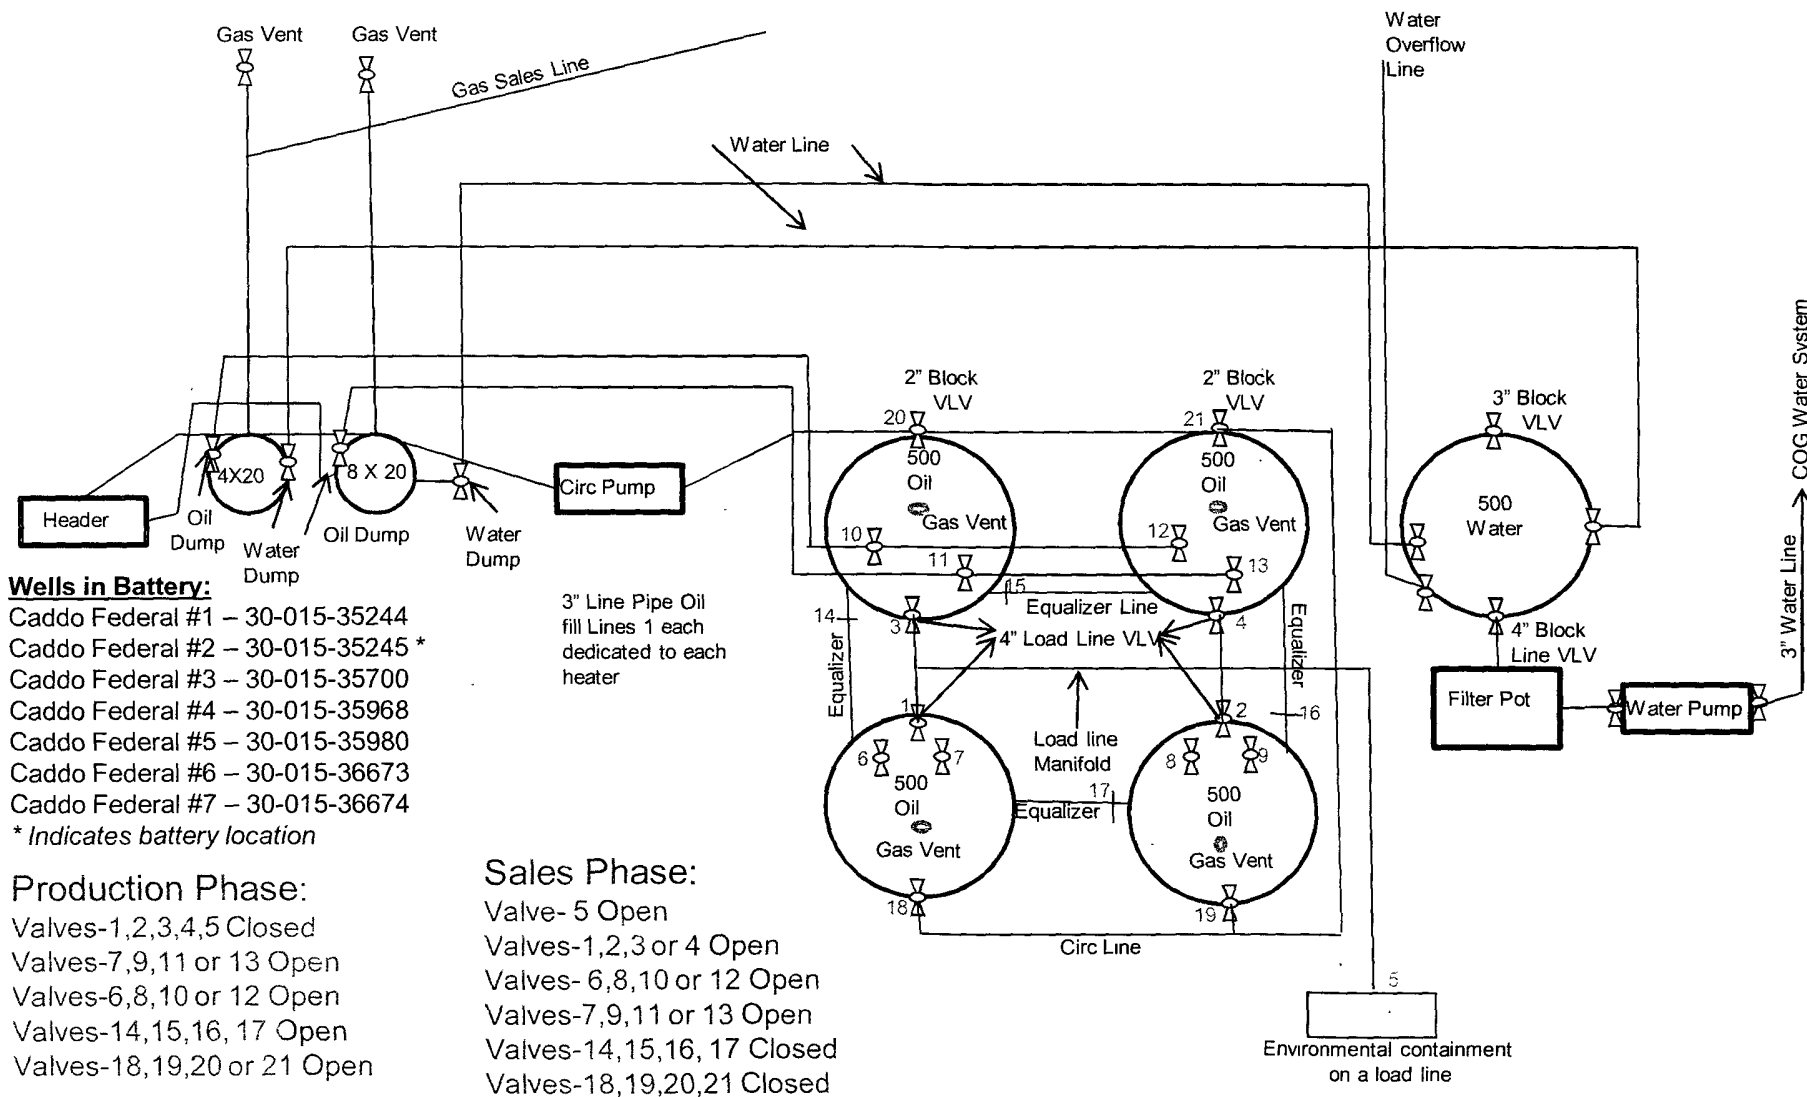 Gas Vent
Gas Vent
Gas Sales Line
Water
Overflow
Line
Water Line
2" Block
VLV
2" Block
VLV
3" Block
VLV
20
21
4X20
8 X 20
Circ Pump
Header
Oil
Dump
Water
Dump
Oil Dump
Water
Dump
500
Oil
Gas Vent
500
Oil
Gas Vent
500
Water
10
11
12
13
15
Equalizer Line
14
3
4
4" Load Line VLV
Equalizer
Equalizer
4" Block
Line VLV
3" Water Line
COG Water System
Filter Pot
Water Pump
3" Line Pipe Oil
fill Lines 1 each
dedicated to each
heater
1
2
16
6
7
8
9
Load line
Manifold
500
Oil
Gas Vent
17
Equalizer
500
Oil
Gas Vent
18
19
Circ Line
5
Environmental containment
on a load line
Wells in Battery:
Caddo Federal #1 – 30-015-35244
Caddo Federal #2 – 30-015-35245 *
Caddo Federal #3 – 30-015-35700
Caddo Federal #4 – 30-015-35968
Caddo Federal #5 – 30-015-35980
Caddo Federal #6 – 30-015-36673
Caddo Federal #7 – 30-015-36674
* Indicates battery location
Production Phase:
Valves-1,2,3,4,5 Closed
Valves-7,9,11 or 13 Open
Valves-6,8,10 or 12 Open
Valves-14,15,16, 17 Open
Valves-18,19,20 or 21 Open
Sales Phase:
Valve- 5 Open
Valves-1,2,3 or 4 Open
Valves- 6,8,10 or 12 Open
Valves-7,9,11 or 13 Open
Valves-14,15,16, 17 Closed
Valves-18,19,20,21 Closed